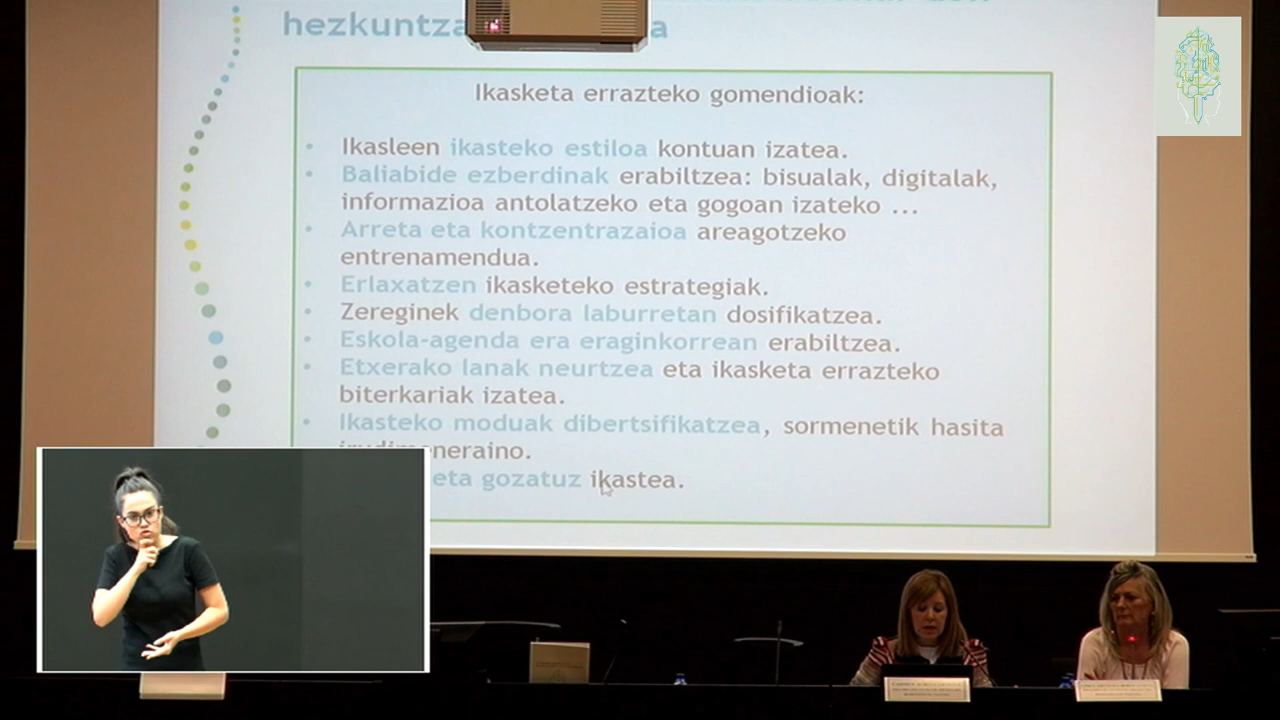 hezkuntza
Ikasketa errazteko gomendioak:
• Ikasleen ikasteko estiloa kontuan izatea.
• Baliabide ezberdinak erabiltzea: bisualak, digitalak,
informazioa antolatzeko eta gogoan izateko ...
• Arreta eta kontzentrazaioa areagotzeko
entrenamendua.
• Erlaxatzen ikasketeko estrategiak.
• Zereginek denbora laburretan dosifikatzea.
• Eskola-agenda era eraginkorrean erabiltzea.
• Etxerako lanak neurtzea eta ikasketa errazteko
biterkariak izatea.
• Ikasteko moduak dibertsifikatzea, sormenetik hasita
eta gozatuz ikastea.